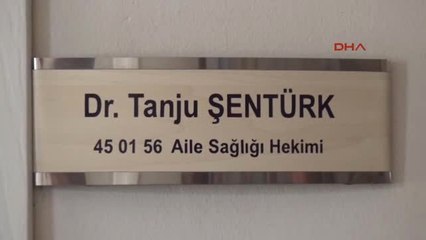 DHA
Dr. Tanju ŞENTÜRK
45 01 56 Aile Sağlığı Hekimi